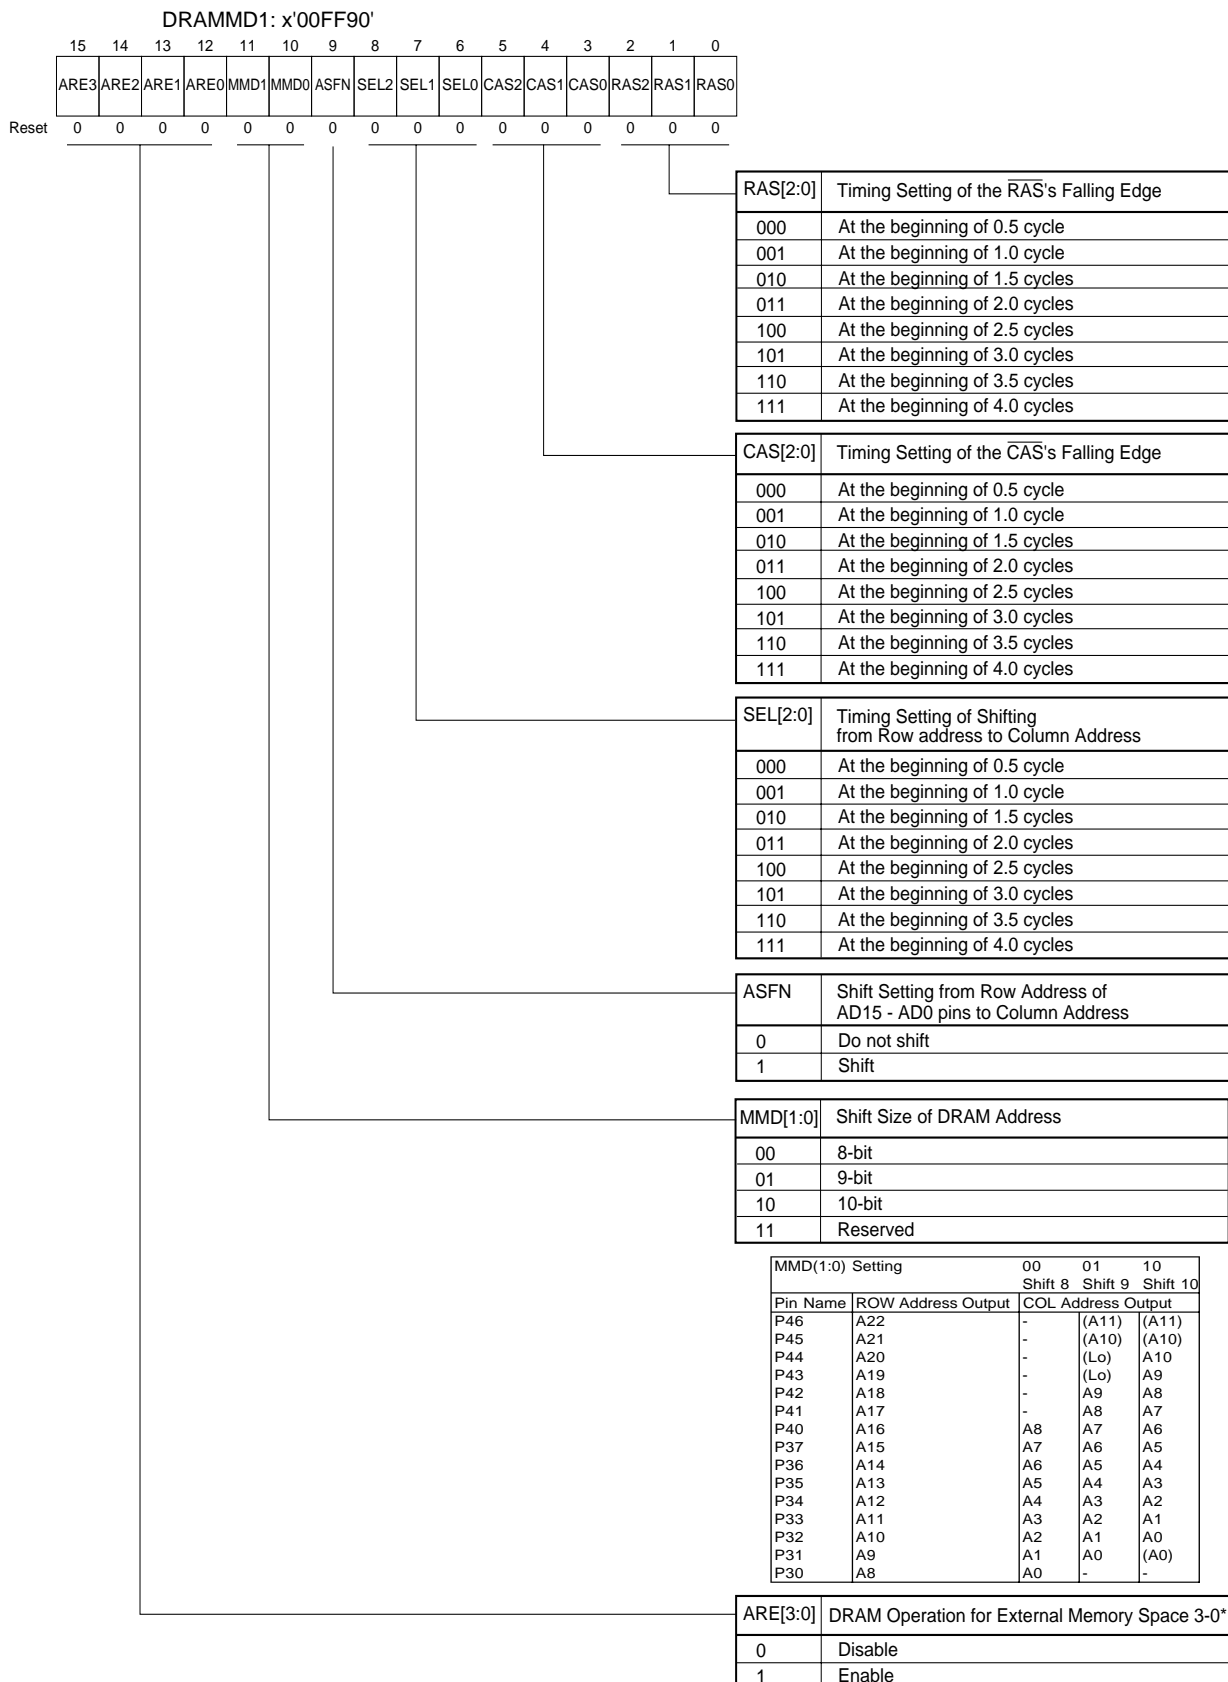 DRAMMD1: x'00FF90'
15 14 13 12 11 10 9 8 7 6 5 4 3 2 1 0
ARE3 ARE2 ARE1 ARE0 MMD1 MMD0 ASFN SEL2 SEL1 SEL0 CAS2 CAS1 CAS0 RAS2 RAS1 RAS0
Reset 0 0 0 0 0 0 0 0 0 0 0 0 0 0 0 0
RAS[2:0] Timing Setting of the RAS's Falling Edge
000 At the beginning of 0.5 cycle
001 At the beginning of 1.0 cycle
010 At the beginning of 1.5 cycles
011 At the beginning of 2.0 cycles
100 At the beginning of 2.5 cycles
101 At the beginning of 3.0 cycles
110 At the beginning of 3.5 cycles
111 At the beginning of 4.0 cycles
CAS[2:0] Timing Setting of the CAS's Falling Edge
000 At the beginning of 0.5 cycle
001 At the beginning of 1.0 cycle
010 At the beginning of 1.5 cycles
011 At the beginning of 2.0 cycles
100 At the beginning of 2.5 cycles
101 At the beginning of 3.0 cycles
110 At the beginning of 3.5 cycles
111 At the beginning of 4.0 cycles
SEL[2:0] Timing Setting of Shifting
from Row address to Column Address
000 At the beginning of 0.5 cycle
001 At the beginning of 1.0 cycle
010 At the beginning of 1.5 cycles
011 At the beginning of 2.0 cycles
100 At the beginning of 2.5 cycles
101 At the beginning of 3.0 cycles
110 At the beginning of 3.5 cycles
111 At the beginning of 4.0 cycles
ASFN Shift Setting from Row Address of
AD15 - AD0 pins to Column Address
0 Do not shift
1 Shift
MMD[1:0] Shift Size of DRAM Address
00 8-bit
01 9-bit
10 10-bit
11 Reserved
MMD(1:0) Setting 00 01 10
Shift 8 Shift 9 Shift 10
Pin Name ROW Address Output COL Address Output
P46 A22 - (A11) (A11)
P45 A21 - (A10) (A10)
P44 A20 - (Lo) A10
P43 A19 - (Lo) A9
P42 A18 - A9 A8
P41 A17 - A8 A7
P40 A16 A8 A7 A6
P37 A15 A7 A6 A5
P36 A14 A6 A5 A4
P35 A13 A5 A4 A3
P34 A12 A4 A3 A2
P33 A11 A3 A2 A1
P32 A10 A2 A1 A0
P31 A9 A1 A0 (A0)
P30 A8 A0 - -
ARE[3:0] DRAM Operation for External Memory Space 3-0*
0 Disable
1 Enable